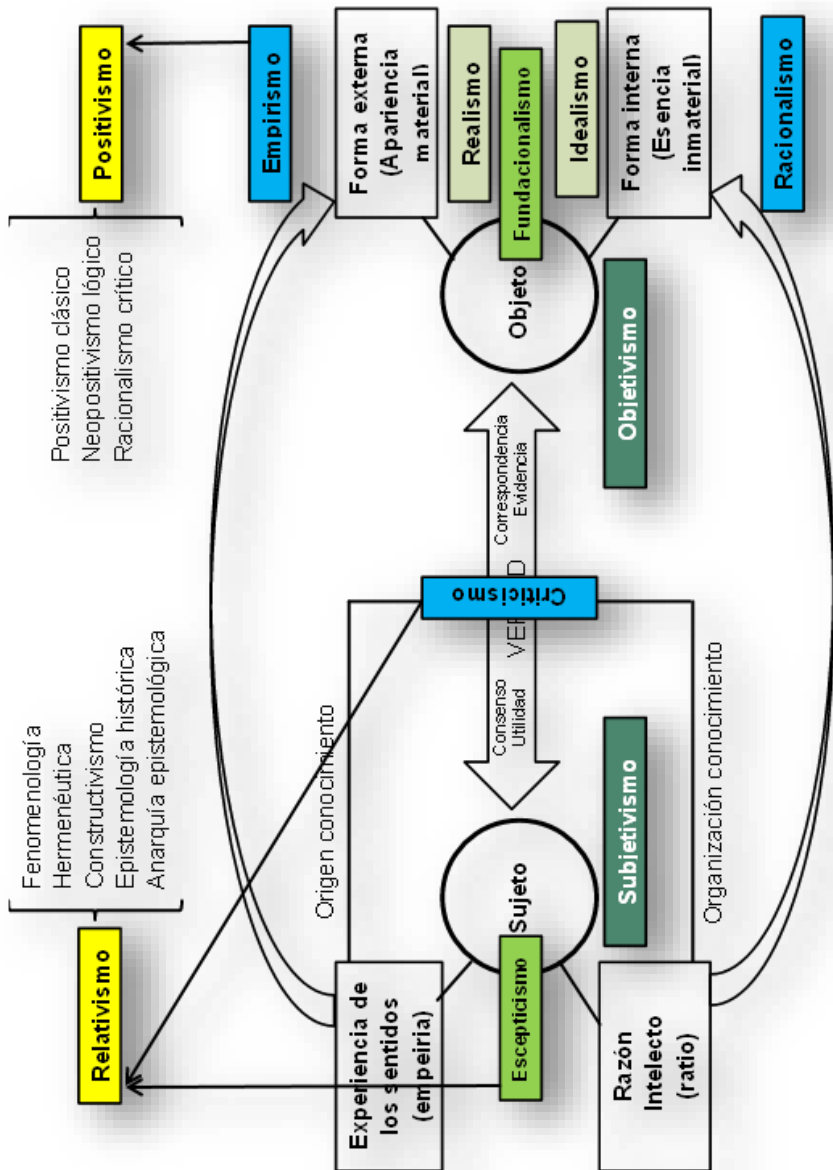 Fenomenología
Hermenéutica
Constructivismo
Epistemología histórica
Anarquía epistemológica
Relativismo
Positivismo clásico
Neopositivismo lógico
Racionalismo crítico
Positivismo
Empirismo
Experiencia de
los sentidos
(empeiria)
Origen conocimiento
Forma externa
(Apariencia
material)
Escepticismo
Sujeto
Consenso
Utilidad
Criticismo
Correspondencia
Evidencia
Objeto
Realismo
Fundacionalismo
Idealismo
Razón
Intelecto
(ratio)
Subjetivismo
Organización conocimiento
Objetivismo
Forma interna
(Esencia
inmaterial)
Racionalismo